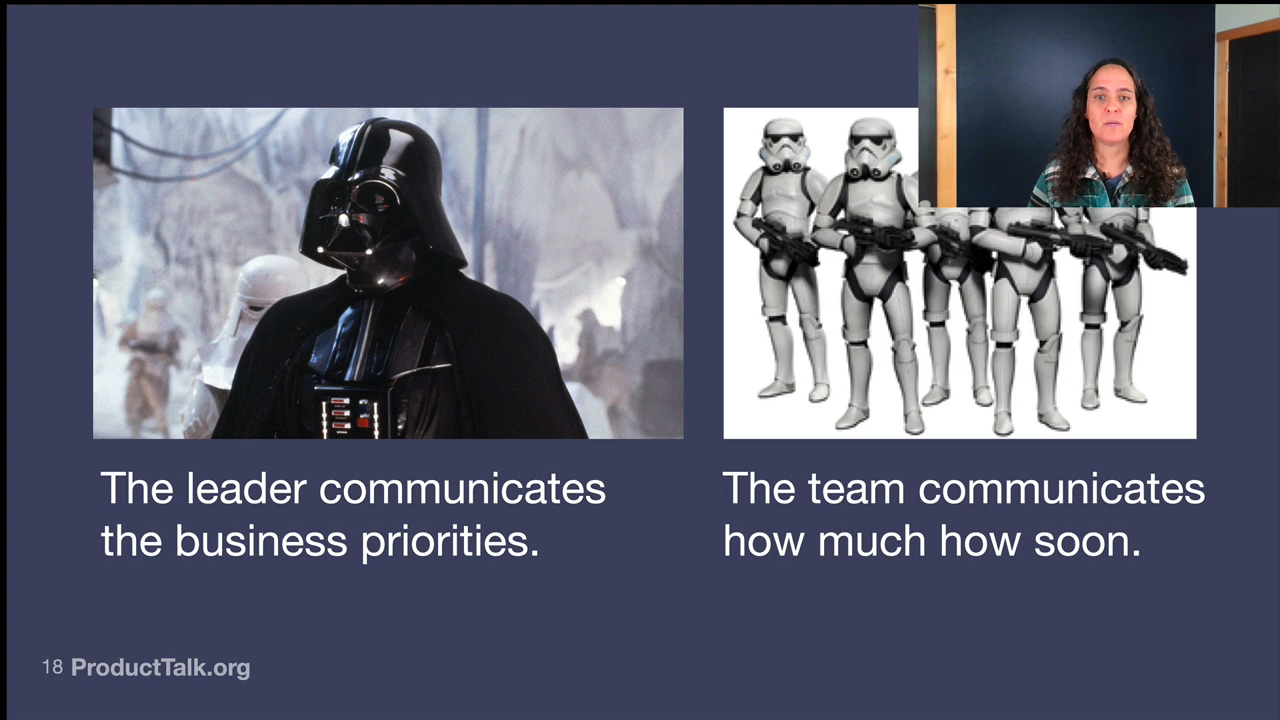 The leader communicates
the business priorities.
The team communicates
how much how soon.
18 ProductTalk.org